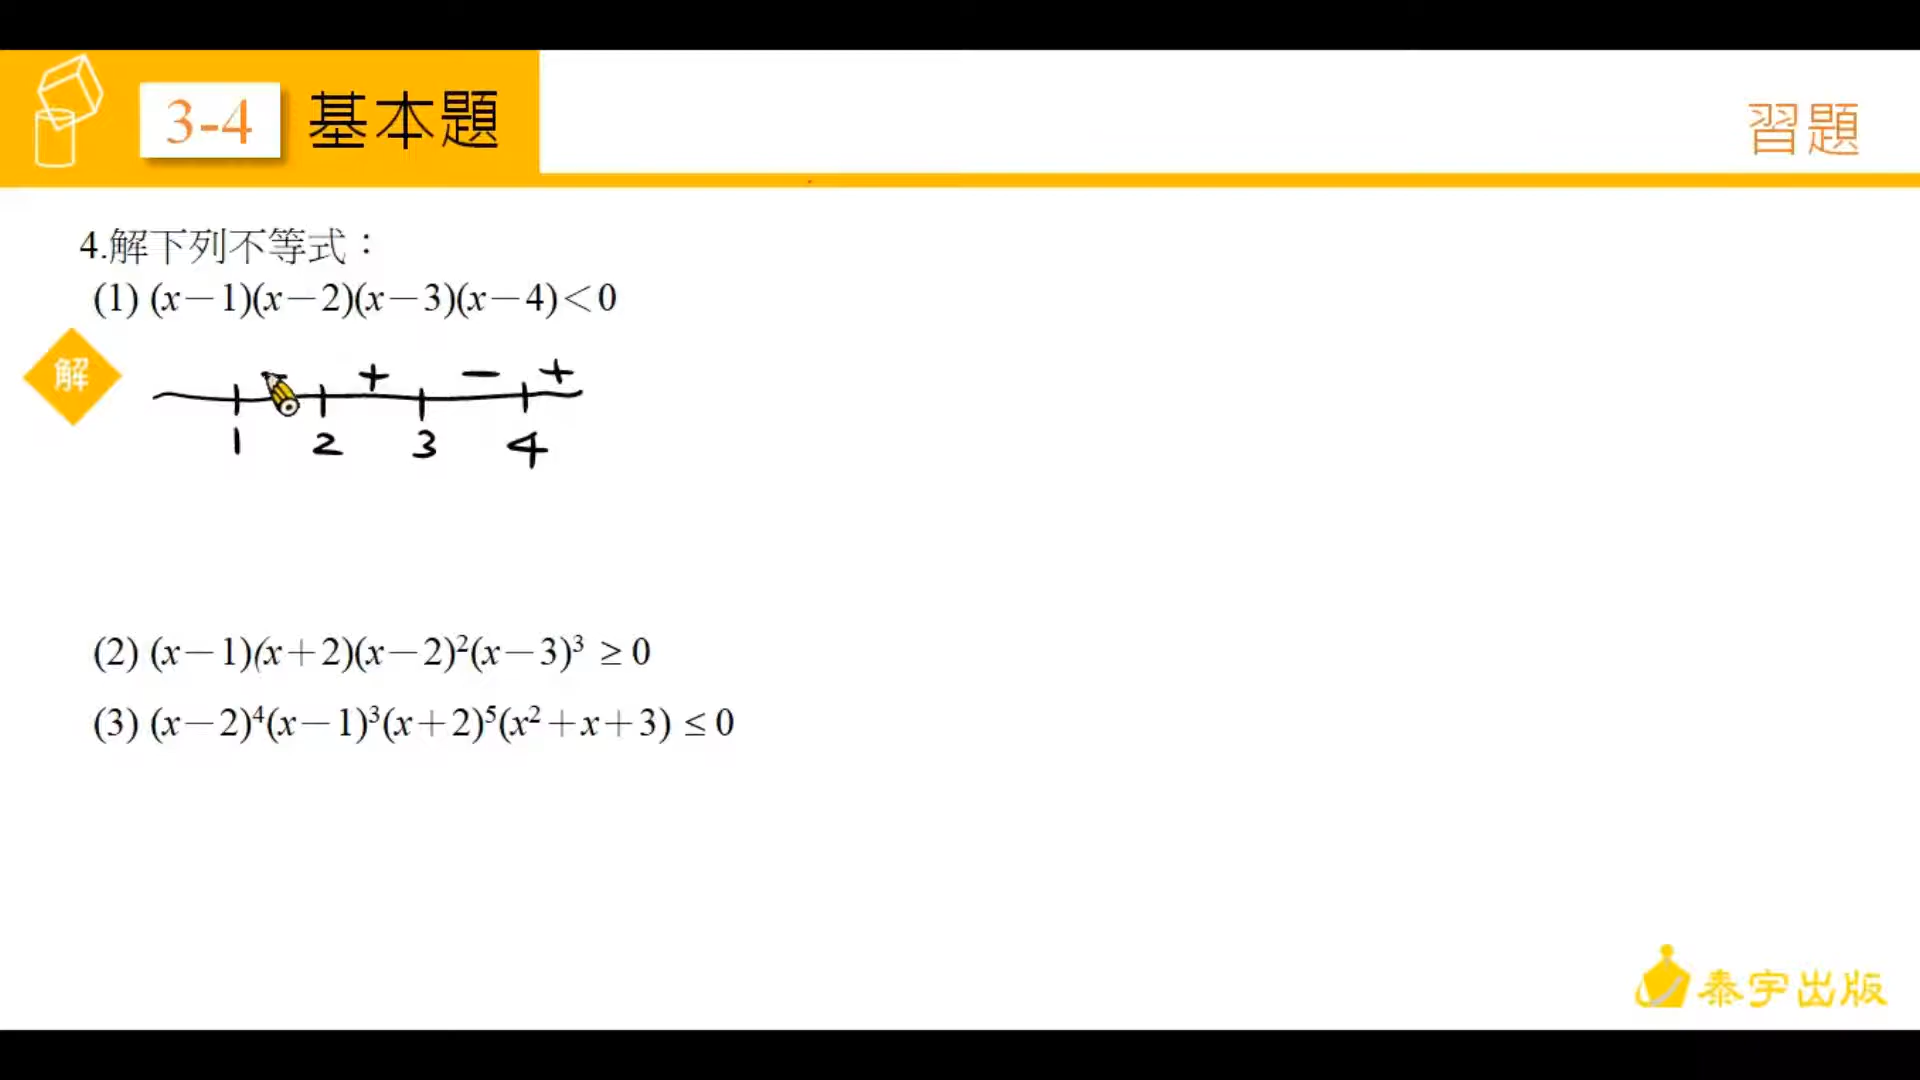 3-4 基本題
習題
4.解下列不等式：
(1) (x－1)(x－2)(x－3)(x－4)＜0
解
+ － +
1 2 3 4
(2) (x－1)(x＋2)(x－2)²(x－3)³ ≥ 0
(3) (x－2)⁴(x－1)³(x＋2)⁵(x²＋x＋3) ≤ 0
泰宇出版